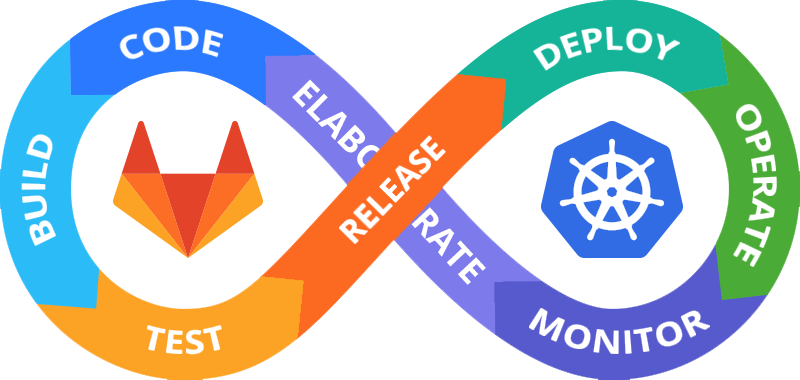 CODE
ELABORATE
RELEASE
DEPLOY
OPERATE
MONITOR
TEST
BUILD